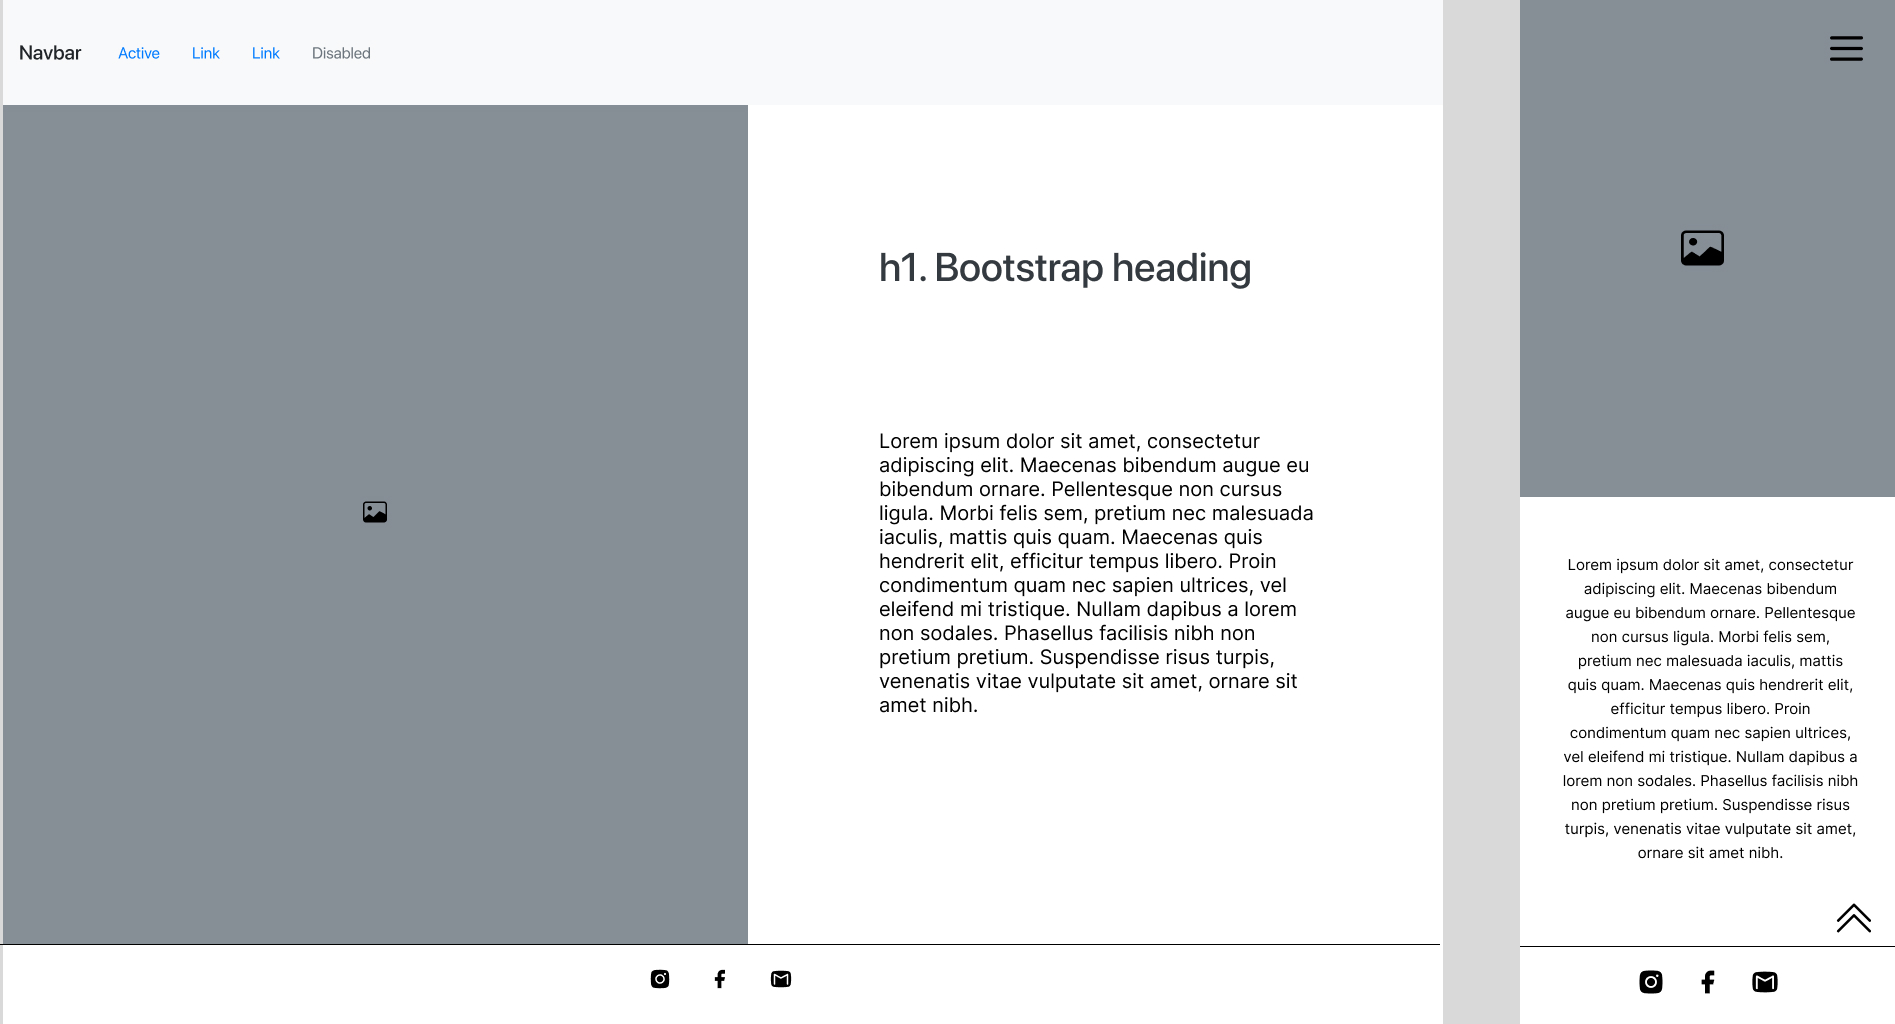 Navbar
Active
Link
Link
Disabled
h1. Bootstrap heading
Lorem ipsum dolor sit amet, consectetur
adipiscing elit. Maecenas bibendum augue eu
bibendum ornare. Pellentesque non cursus
ligula. Morbi felis sem, pretium nec malesuada
iaculis, mattis quis quam. Maecenas quis
hendrerit elit, efficitur tempus libero. Proin
condimentum quam nec sapien ultrices, vel
eleifend mi tristique. Nullam dapibus a lorem
non sodales. Phasellus facilisis nibh non
pretium pretium. Suspendisse risus turpis,
venenatis vitae vulputate sit amet, ornare sit
amet nibh.
Lorem ipsum dolor sit amet, consectetur
adipiscing elit. Maecenas bibendum
augue eu bibendum ornare. Pellentesque
non cursus ligula. Morbi felis sem,
pretium nec malesuada iaculis, mattis
quis quam. Maecenas quis hendrerit elit,
efficitur tempus libero. Proin
condimentum quam nec sapien ultrices,
vel eleifend mi tristique. Nullam dapibus a
lorem non sodales. Phasellus facilisis nibh
non pretium pretium. Suspendisse risus
turpis, venenatis vitae vulputate sit amet,
ornare sit amet nibh.